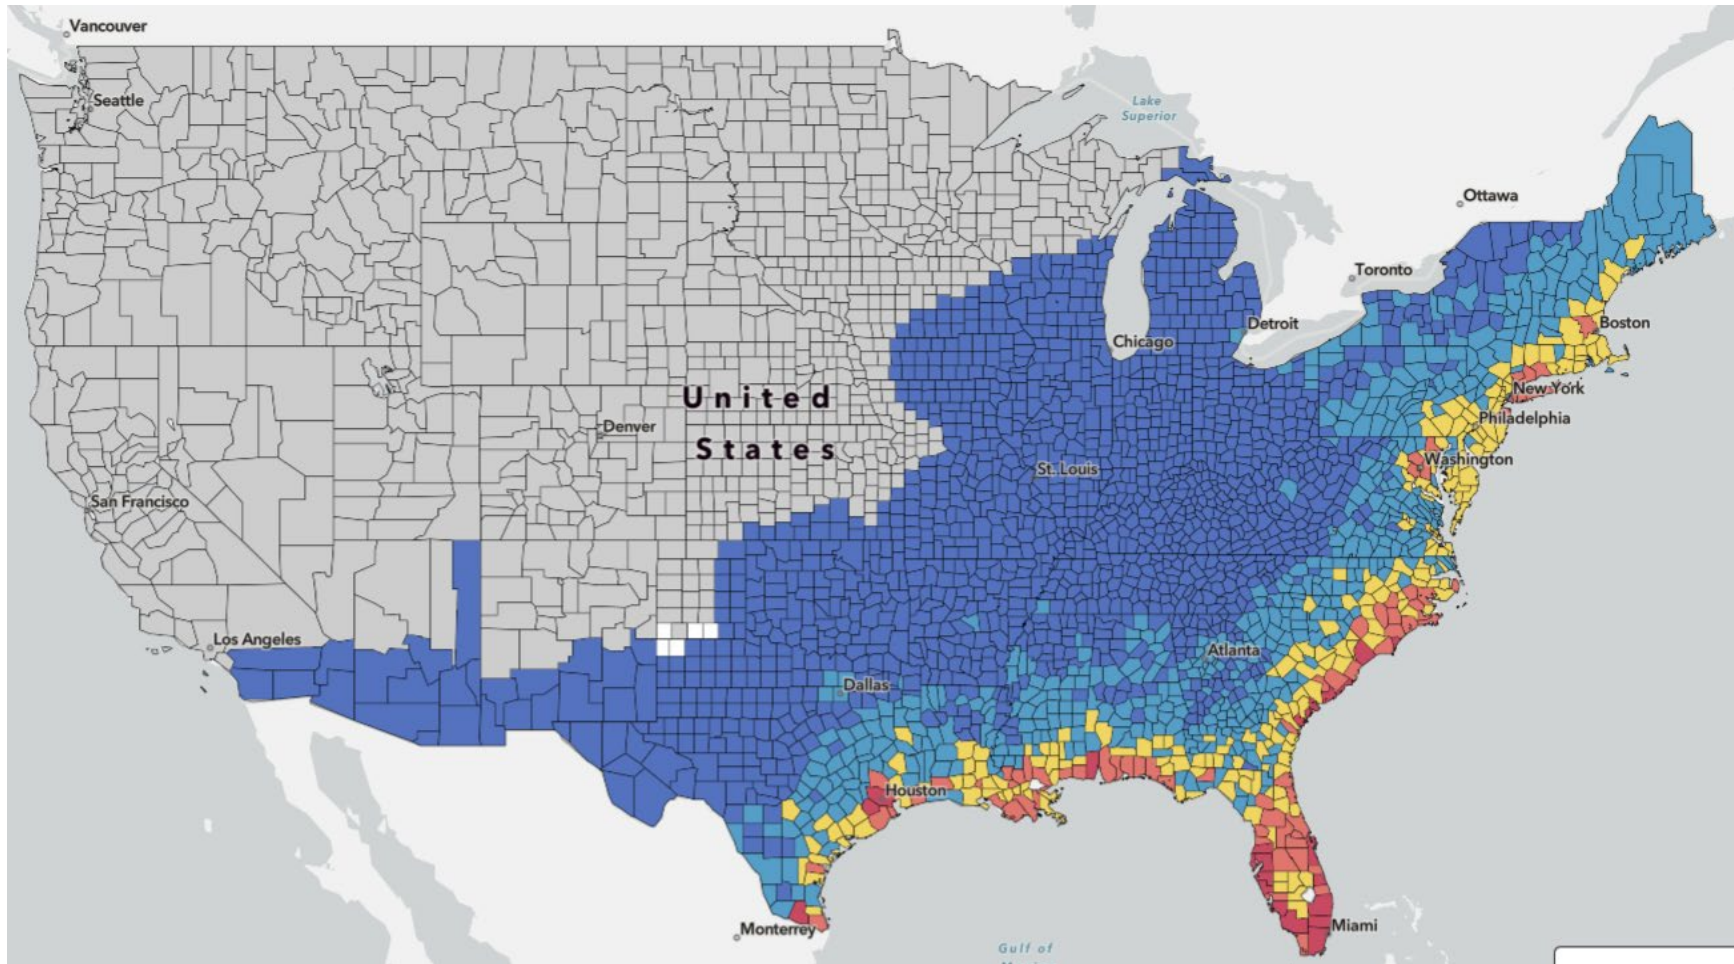 Vancouver
Seattle
Lake
Superior
Ottawa
Toronto
Boston
Detroit
Chicago
New York
United
Philadelphia
Denver
States
Washington
St. Louis
San Francisco
Los Angeles
Atlanta
Dallas
Houston
Miami
Monterrey
Gulf of